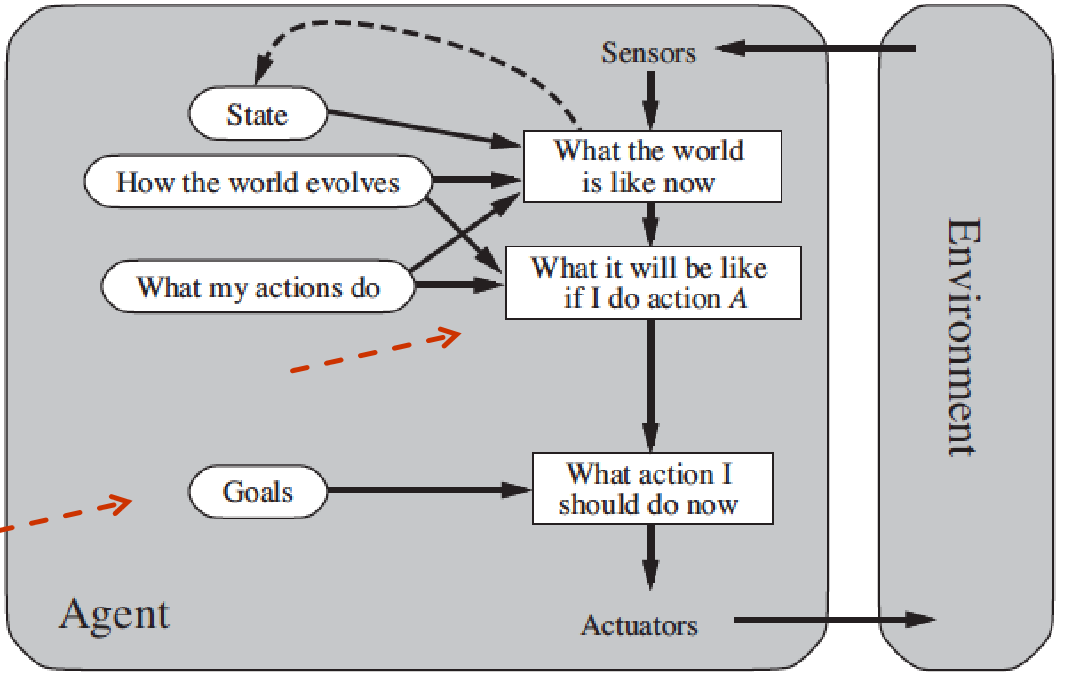 Sensors
State
What the world
is like now
How the world evolves
What it will be like
if I do action A
What my actions do
Environment
Goals
What action I
should do now
Agent
Actuators